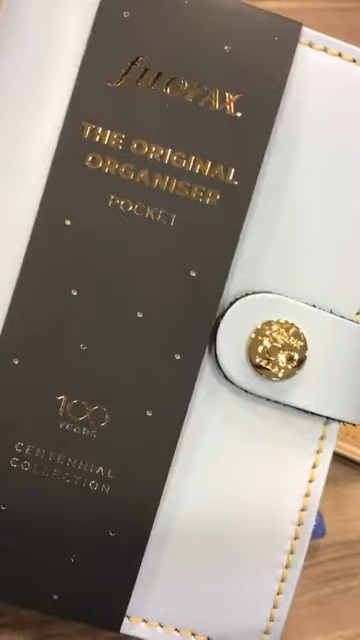 filofax
THE ORIGINAL
ORGANISER
POCKET
100
YEARS
CENTENNIAL
COLLECTION